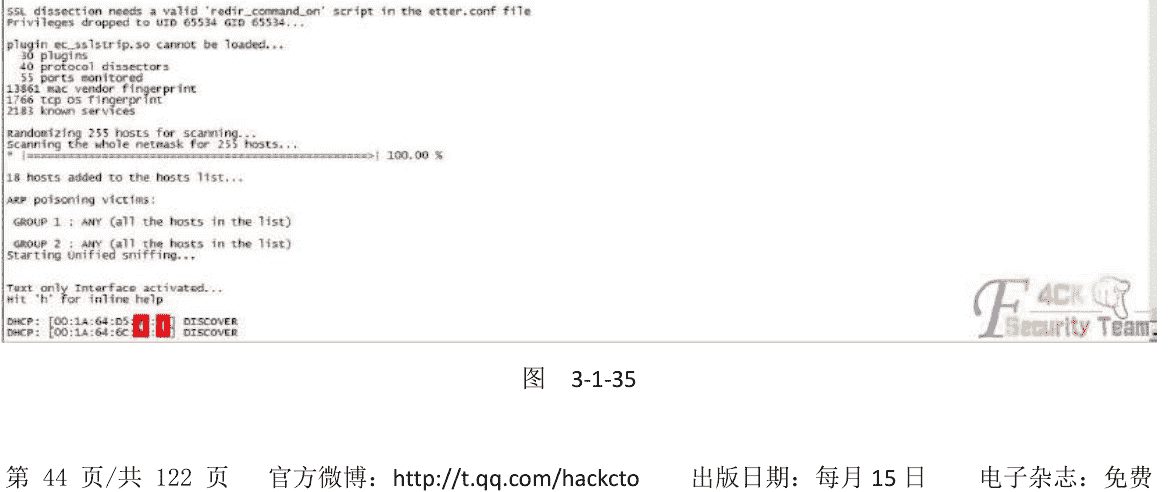 SSL dissection needs a valid 'redir_command_on' script in the etter.conf file
Privileges dropped to UID 65534 GID 65534...
plugin ec_sslstrip.so cannot be loaded...
30 plugins
40 protocol dissectors
55 ports monitored
13861 mac vendor fingerprint
1766 tcp OS fingerprint
2183 known services
Randomizing 255 hosts for scanning...
Scanning the whole netmask for 255 hosts...
* |==================================================>| 100.00 %
18 hosts added to the hosts list...
ARP poisoning victims:
GROUP 1 : ANY (all the hosts in the list)
GROUP 2 : ANY (all the hosts in the list)
Starting Unified sniffing...
Text only Interface activated...
Hit 'h' for inline help
DHCP: [00:1A:64:D5: : ] DISCOVER
DHCP: [00:1A:64:6C: : ] DISCOVER
F4CK
Security Team
图 3-1-35
第 44 页/共 122 页 官方微博：http://t.qq.com/hackcto 出版日期：每月 15 日 电子杂志：免费